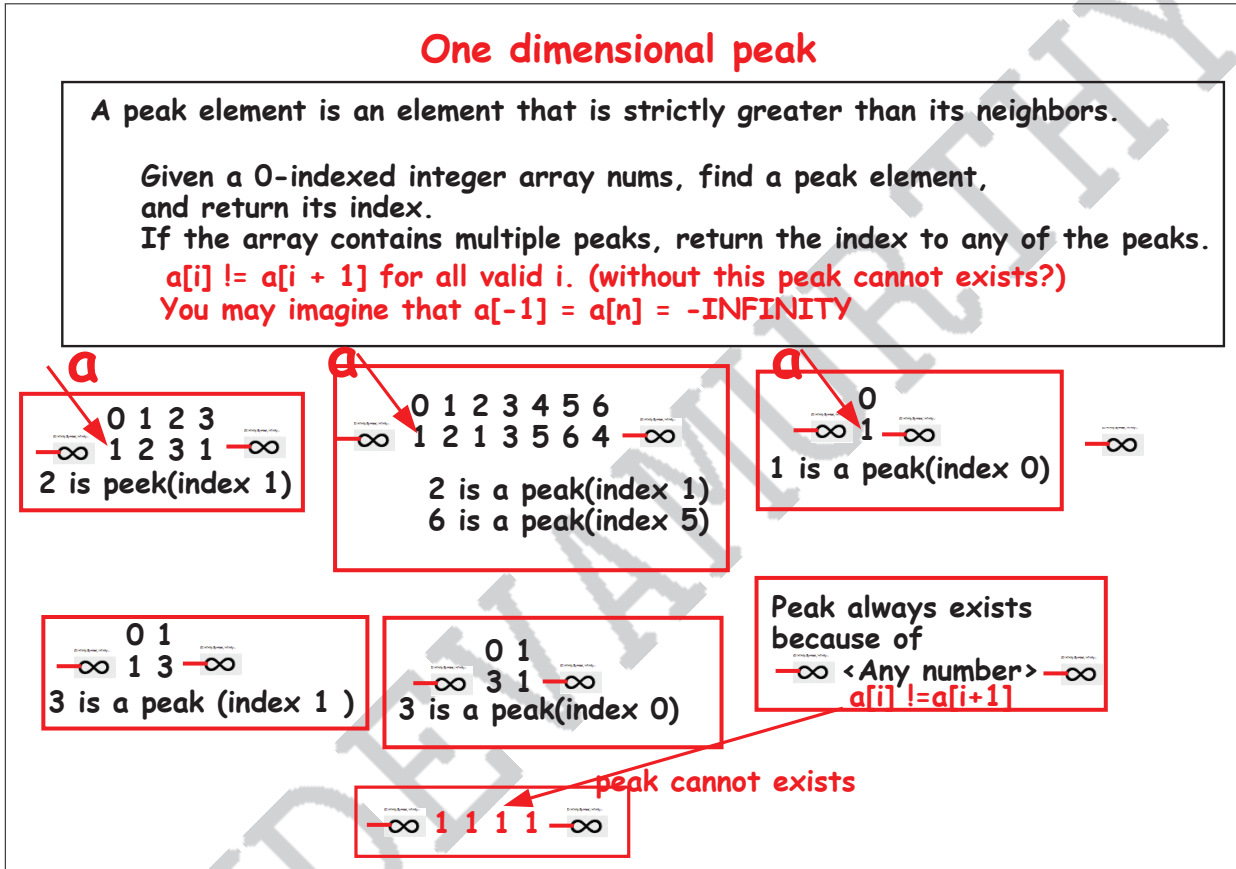 One dimensional peak
A peak element is an element that is strictly greater than its neighbors.
Given a 0-indexed integer array nums, find a peak element,
and return its index.
If the array contains multiple peaks, return the index to any of the peaks.
a[i] != a[i + 1] for all valid i. (without this peak cannot exists?)
You may imagine that a[-1] = a[n] = -INFINITY
a
0 1 2 3
-∞ 1 2 3 1 -∞
2 is peek(index 1)
a
0 1 2 3 4 5 6
-∞ 1 2 1 3 5 6 4 -∞
2 is a peak(index 1)
6 is a peak(index 5)
a
0
-∞ 1 -∞
1 is a peak(index 0)
-∞
0 1
-∞ 1 3 -∞
3 is a peak (index 1 )
0 1
-∞ 3 1 -∞
3 is a peak(index 0)
Peak always exists
because of
-∞ <Any number> -∞
a[i] !=a[i+1]
peak cannot exists
-∞ 1 1 1 1 -∞
DEVAMURTHY